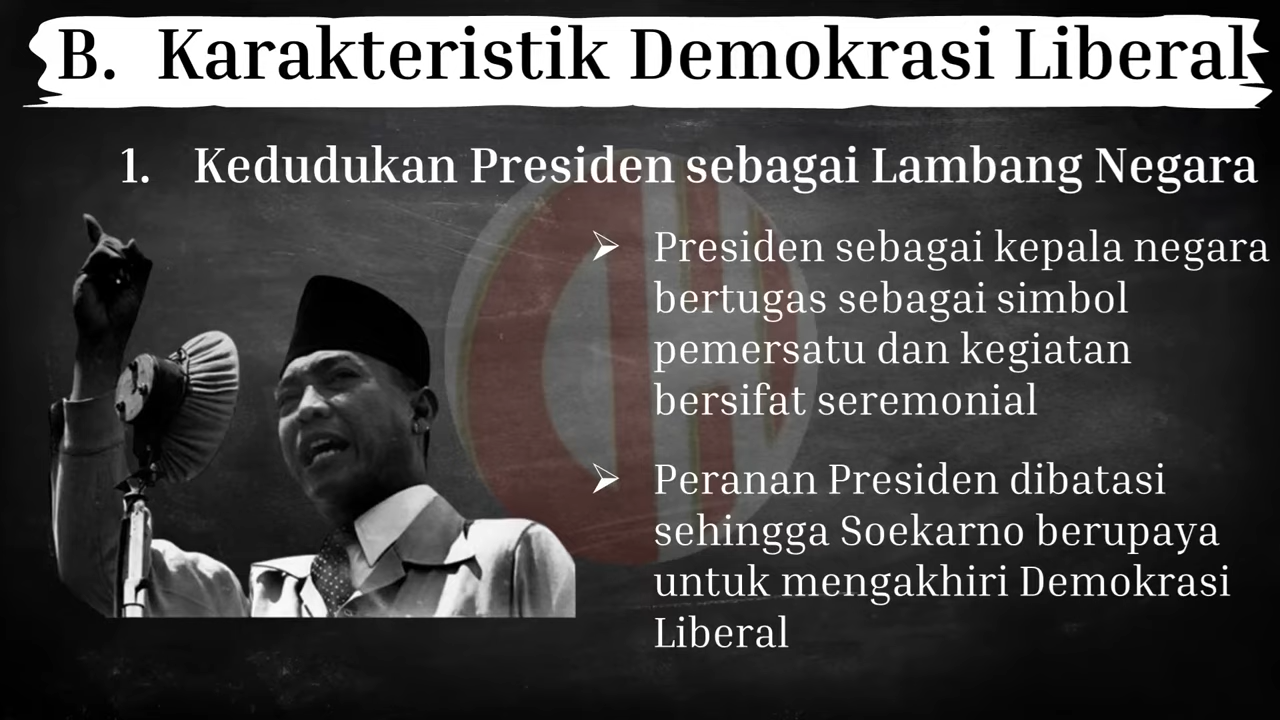 B. Karakteristik Demokrasi Liberal
1. Kedudukan Presiden sebagai Lambang Negara
Presiden sebagai kepala negara
bertugas sebagai simbol
pemersatu dan kegiatan
bersifat seremonial
Peranan Presiden dibatasi
sehingga Soekarno berupaya
untuk mengakhiri Demokrasi
Liberal